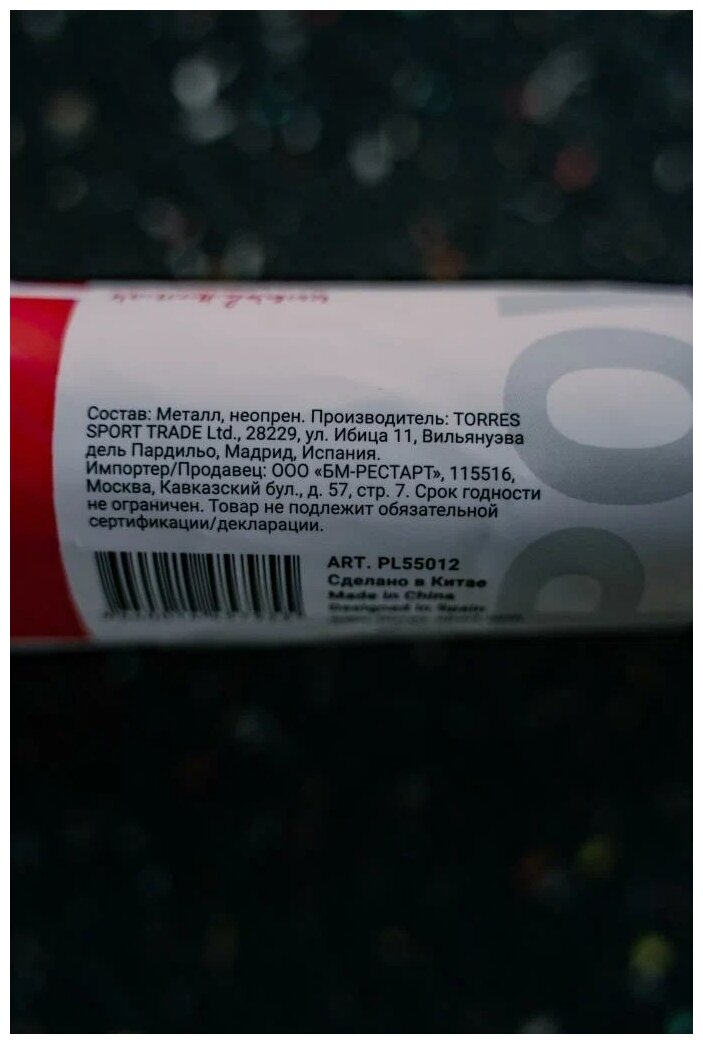 Состав: Металл, неопрен. Производитель: TORRES
SPORT TRADE Ltd., 28229, ул. Ибица 11, Вильянуэва
дель Пардильо, Мадрид, Испания.
Импортер/Продавец: ООО «БМ-РЕСТАРТ», 115516,
Москва, Кавказский бул., д. 57, стр. 7. Срок годности
не ограничен. Товар не подлежит обязательной
сертификации/декларации.
ART. PL55012
Сделано в Китае
Made in China
Designed in Spain